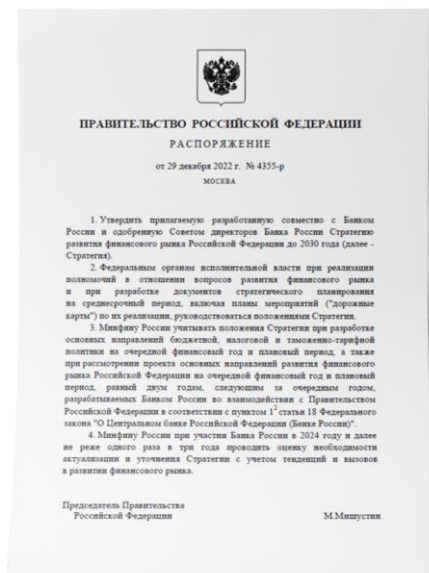 ПРАВИТЕЛЬСТВО РОССИЙСКОЙ ФЕДЕРАЦИИ
РАСПОРЯЖЕНИЕ
от 29 декабря 2022 г. № 4355-р
МОСКВА
1. Утвердить прилагаемую разработанную совместно с Банком
России и одобренную Советом директоров Банка России Стратегию
развития финансового рынка Российской Федерации до 2030 года (далее -
Стратегия).
2. Федеральным органам исполнительной власти при реализации
полномочий в отношении вопросов развития финансового рынка
и при разработке документов стратегического планирования
на среднесрочный период, включая планы мероприятий ("дорожные
карты") по их реализации, руководствоваться положениями Стратегии.
3. Минфину России учитывать положения Стратегии при разработке
основных направлений бюджетной, налоговой и таможенно-тарифной
политики на очередной финансовый год и плановый период, а также
при рассмотрении проекта основных направлений развития финансового
рынка Российской Федерации на очередной финансовый год и плановый
период, равный двум годам, следующим за очередным годом,
разрабатываемых Банком России во взаимодействии с Правительством
Российской Федерации в соответствии с пунктом 1² статьи 18 Федерального
закона "О Центральном банке Российской Федерации (Банке России)".
4. Минфину России при участии Банка России в 2024 году и далее
не реже одного раза в три года проводить оценку необходимости
актуализации и уточнения Стратегии с учетом тенденций и вызовов
в развитии финансового рынка.
Председатель Правительства
Российской Федерации М.Мишустин